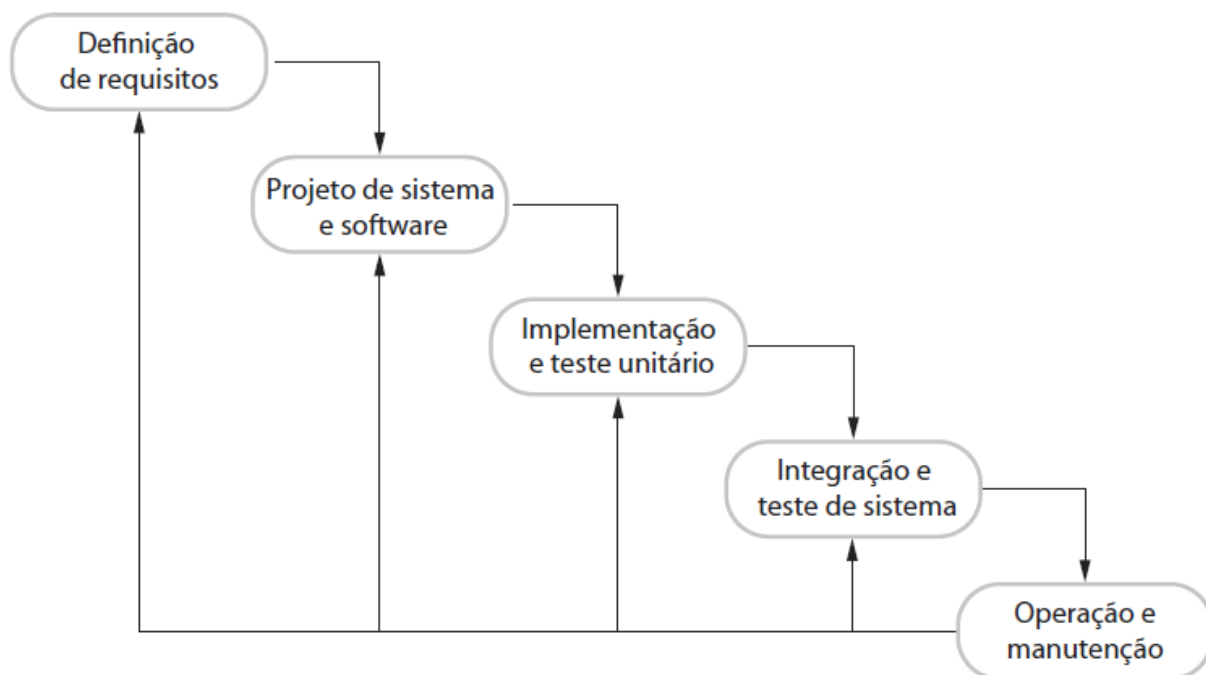 Definição
de requisitos
Projeto de sistema
e software
Implementação
e teste unitário
Integração e
teste de sistema
Operação e
manutenção